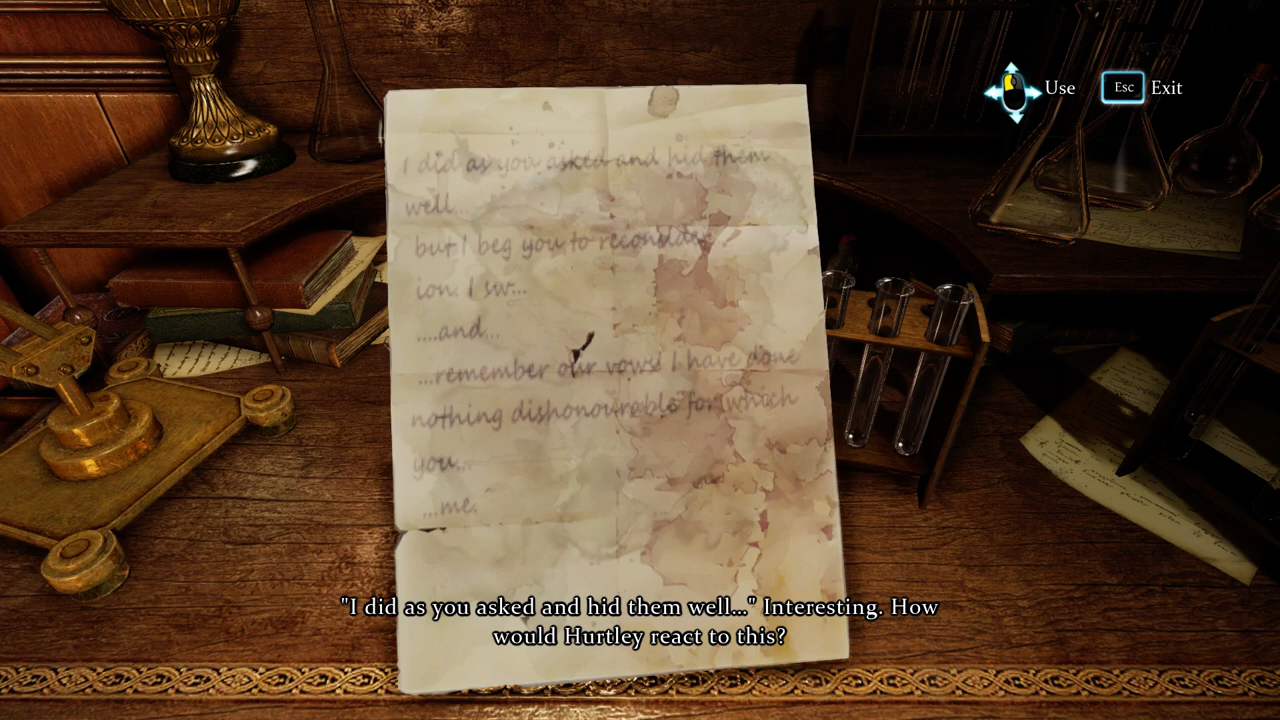 Use
Esc Exit
I did as you asked and hid them
well...
but I beg you to reconsider
ion. I sw...
....and...
...remember our vows! I have done
nothing dishonourable for which
you...
...me.
"I did as you asked and hid them well..." Interesting. How
would Hurtley react to this?